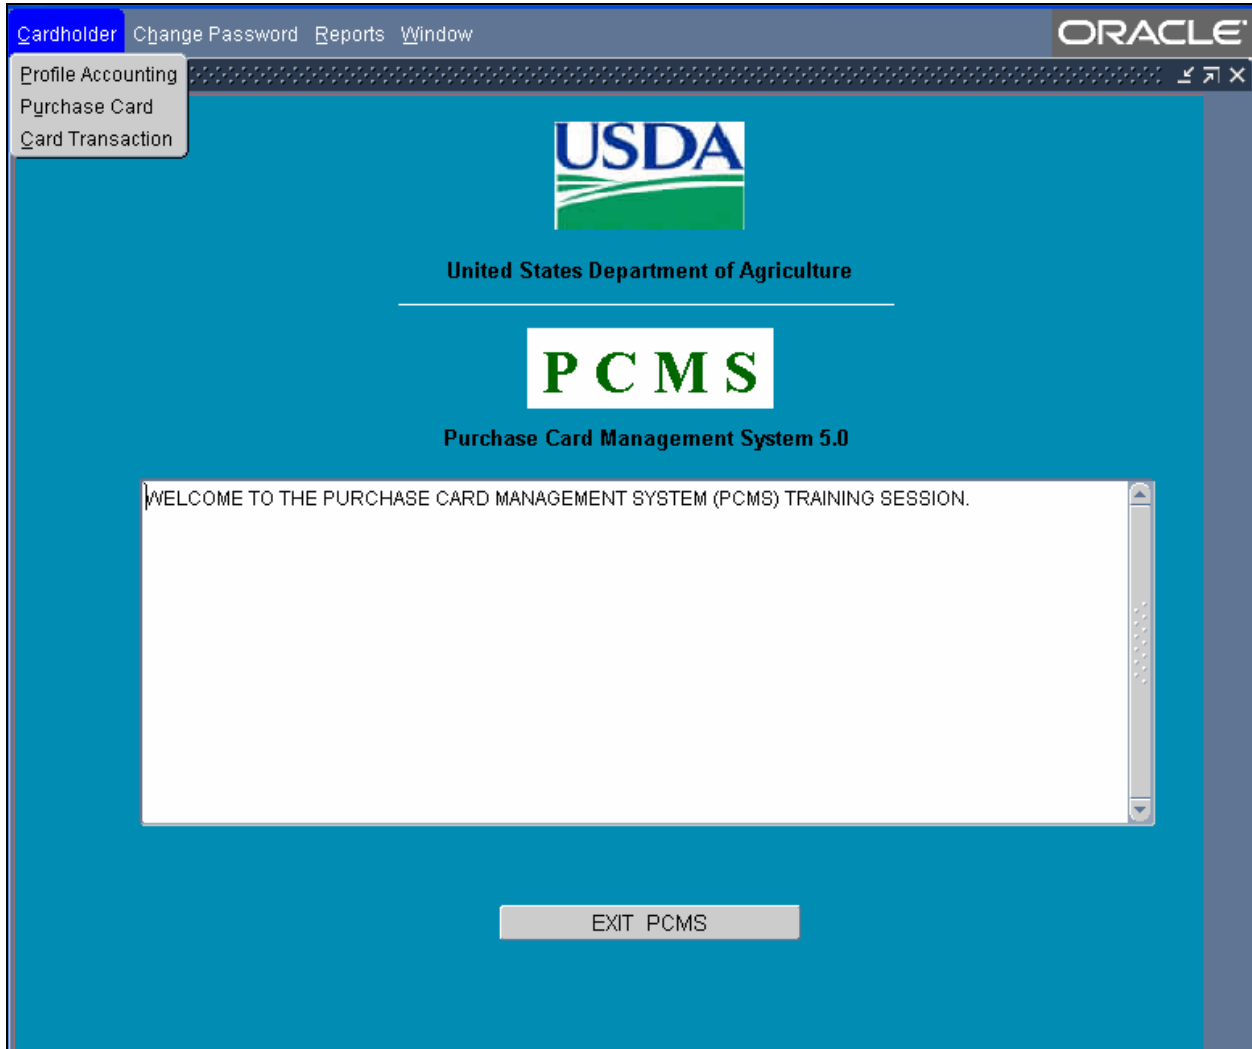 Cardholder Change Password Reports Window ORACLE
Profile Accounting
Purchase Card
Card Transaction
USDA
United States Department of Agriculture
P C M S
Purchase Card Management System 5.0
WELCOME TO THE PURCHASE CARD MANAGEMENT SYSTEM (PCMS) TRAINING SESSION.
EXIT PCMS